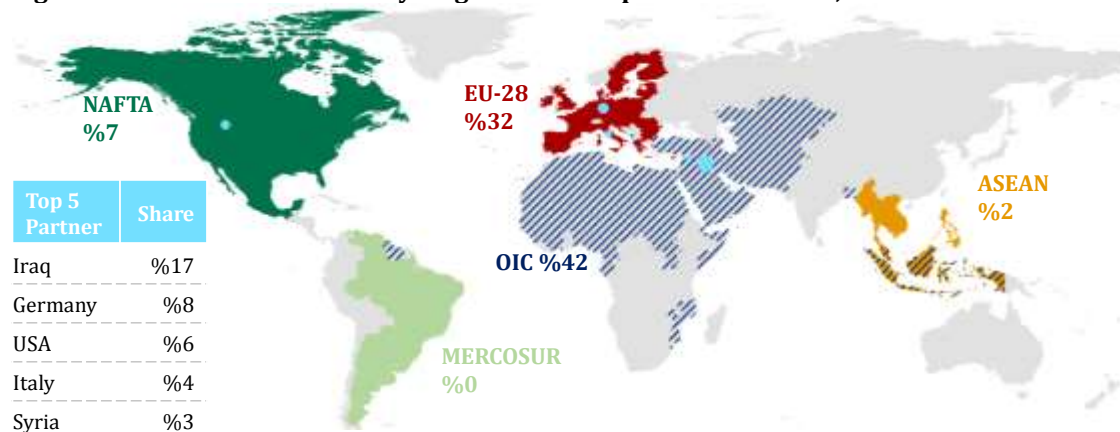 NAFTA
%7
EU-28
%32
ASEAN
%2
OIC %42
MERCOSUR
%0
Top 5 Partner Share
Iraq %17
Germany %8
USA %6
Italy %4
Syria %3